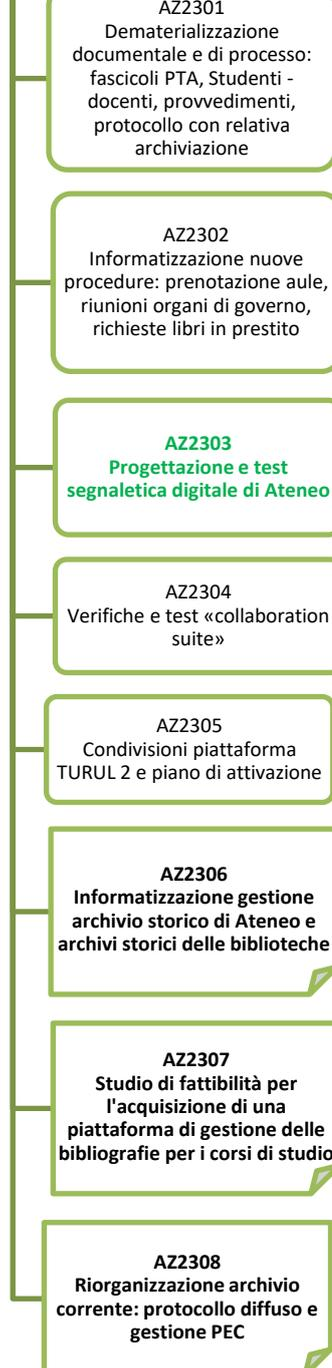 AZ2301
Dematerializzazione
documentale e di processo:
fascicoli PTA, Studenti -
docenti, provvedimenti,
protocollo con relativa
archiviazione
AZ2302
Informatizzazione nuove
procedure: prenotazione aule,
riunioni organi di governo,
richieste libri in prestito
AZ2303
Progettazione e test
segnaletica digitale di Ateneo
AZ2304
Verifiche e test «collaboration
suite»
AZ2305
Condivisioni piattaforma
TURUL 2 e piano di attivazione
AZ2306
Informatizzazione gestione
archivio storico di Ateneo e
archivi storici delle biblioteche
AZ2307
Studio di fattibilità per
l'acquisizione di una
piattaforma di gestione delle
bibliografie per i corsi di studio
AZ2308
Riorganizzazione archivio
corrente: protocollo diffuso e
gestione PEC